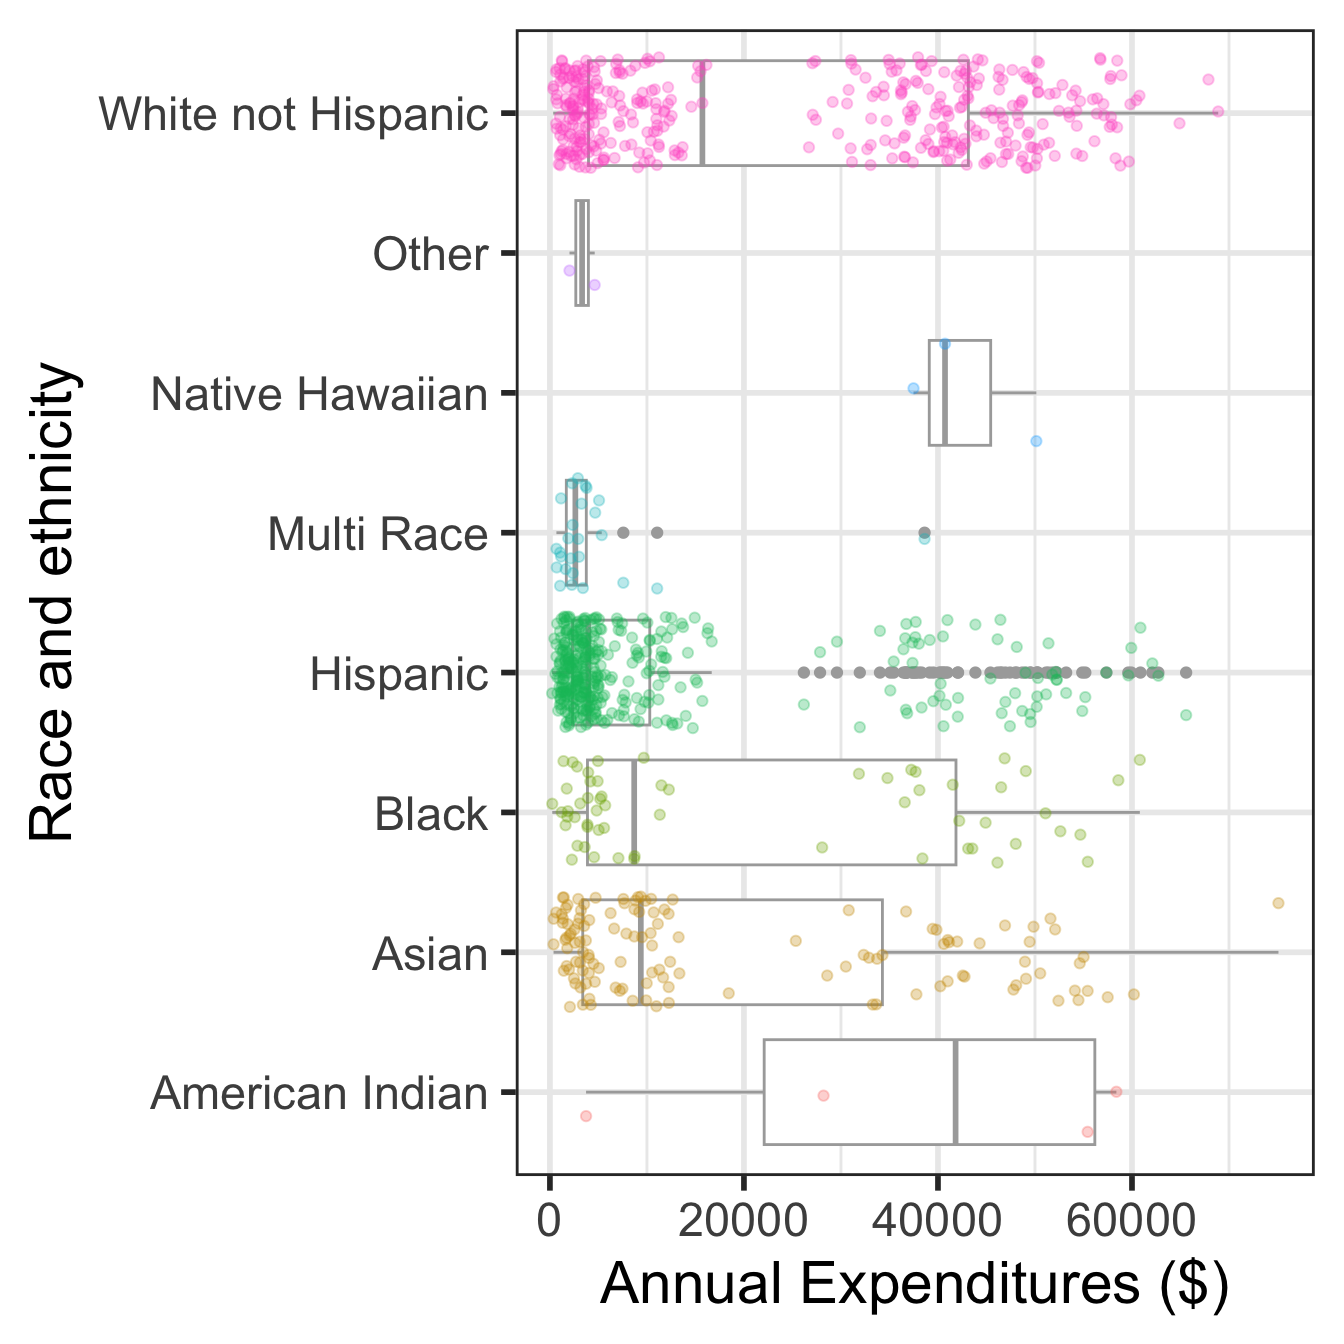 Race and ethnicity
White not Hispanic
Other
Native Hawaiian
Multi Race
Hispanic
Black
Asian
American Indian
0 20000 40000 60000
Annual Expenditures ($)